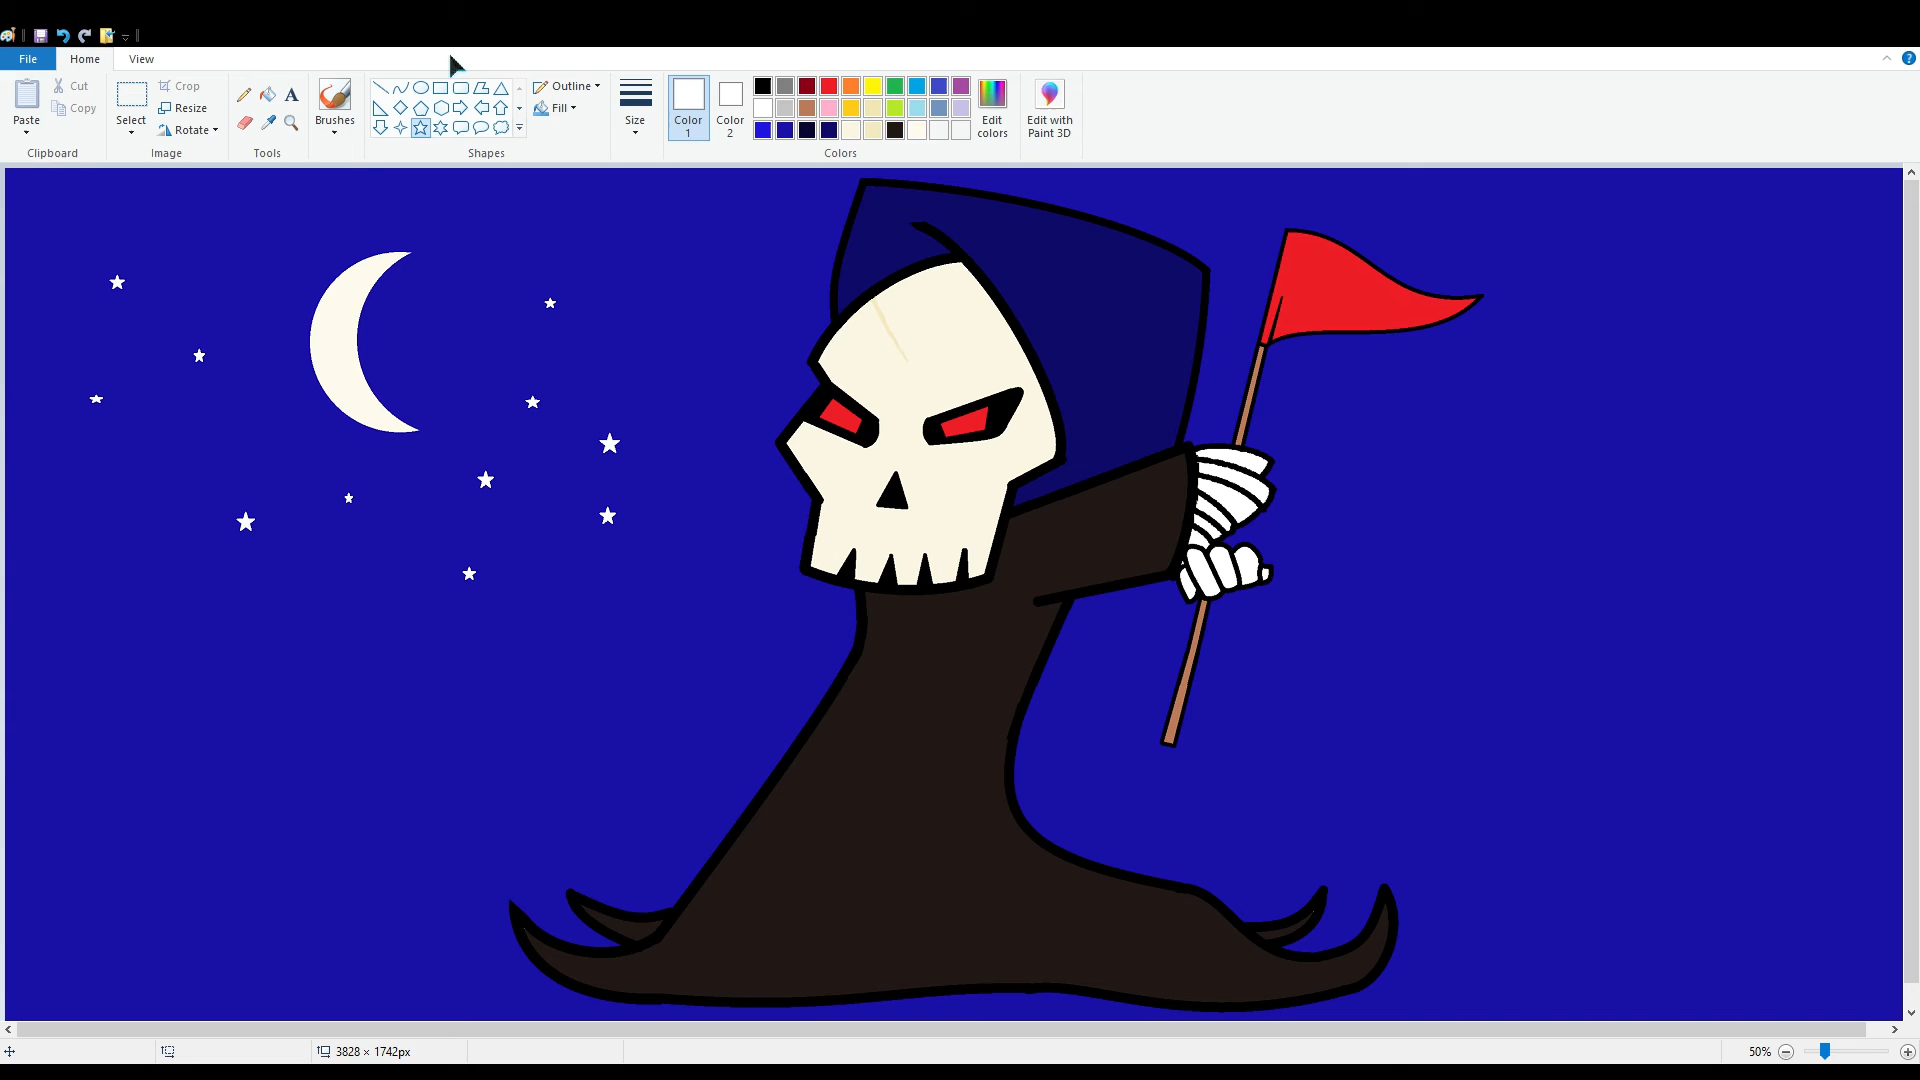 File Home View
Cut
Copy
Paste
Clipboard
Select
Crop
Resize
Rotate
Image
A
Tools
Brushes
Shapes
Outline
Fill
Size
Color 1
Color 2
Colors
Edit colors
Edit with Paint 3D
3828 × 1742px
50%